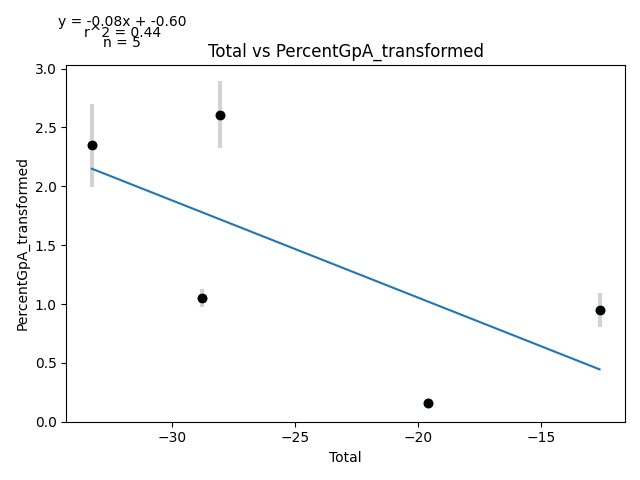 y = -0.08x + -0.60
r^2 = 0.44
n = 5
Total vs PercentGpA_transformed
3.0
2.5
2.0
1.5
1.0
0.5
0.0
PercentGpA_transformed
−30
−25
−20
−15
Total